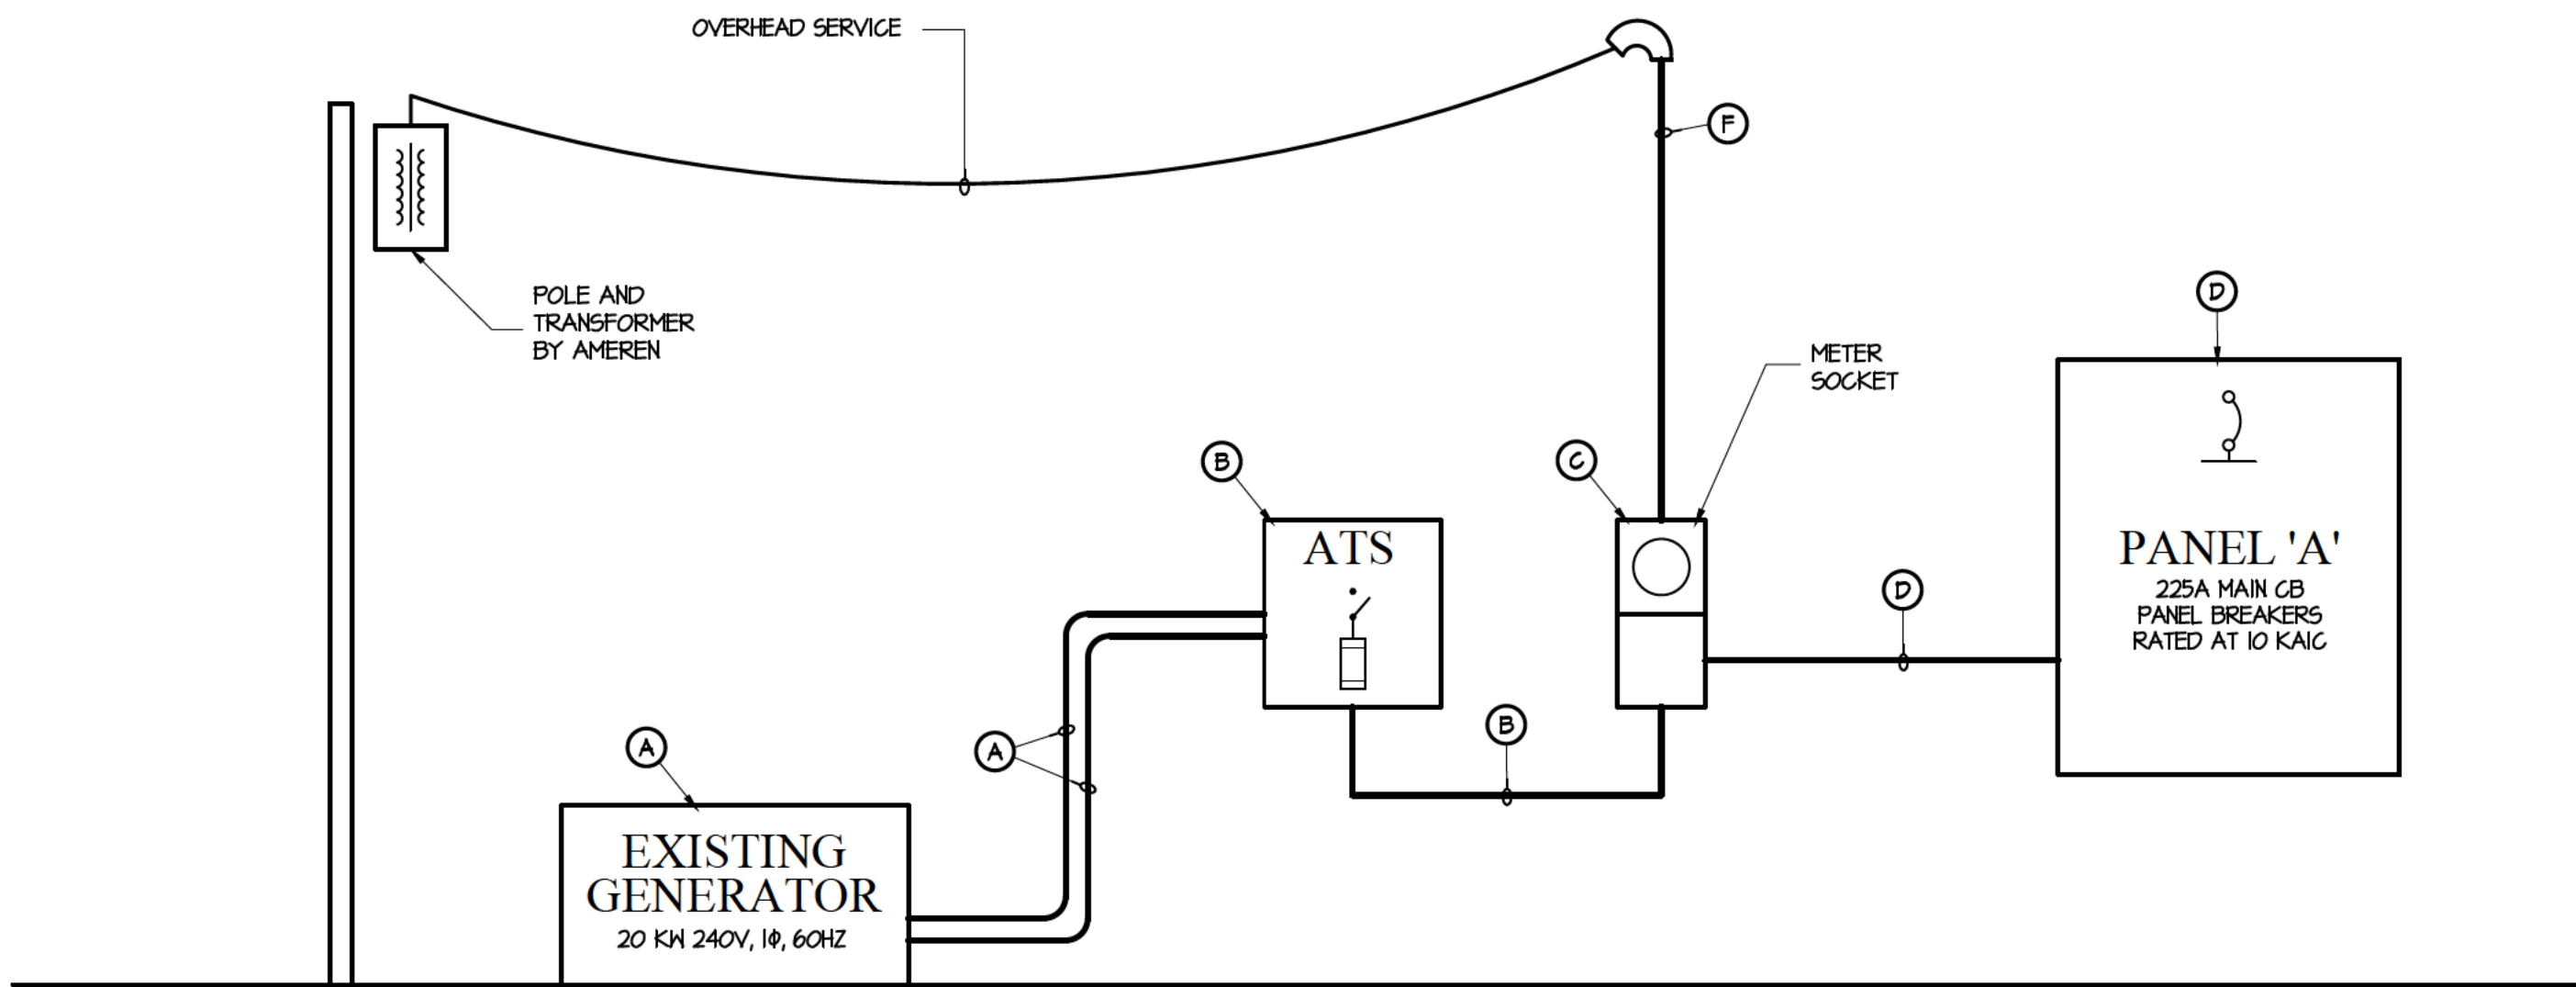 OVERHEAD SERVICE
F
POLE AND
TRANSFORMER
BY AMEREN
D
METER
SOCKET
B
C
ATS
PANEL 'A'
225A MAIN CB
PANEL BREAKERS
RATED AT 10 KAIC
D
B
A
A
EXISTING
GENERATOR
20 KW 240V, 1Φ, 60HZ